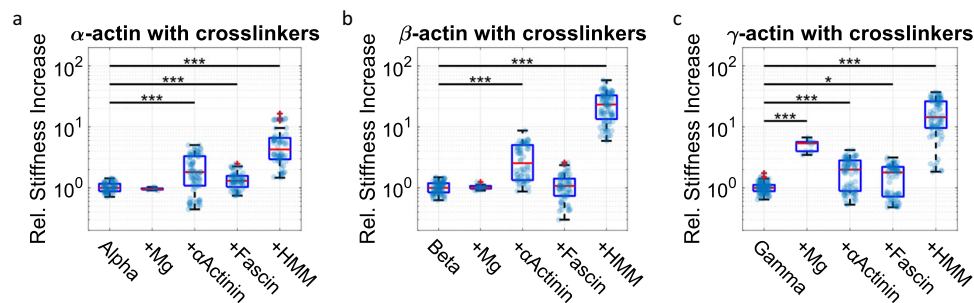 a
α-actin with crosslinkers
Rel. Stiffness Increase
10²
10¹
10⁰
***
***
***
Alpha
+Mg
+αActinin
+Fascin
+HMM
b
β-actin with crosslinkers
Rel. Stiffness Increase
10²
10¹
10⁰
***
***
Beta
+Mg
+αActinin
+Fascin
+HMM
c
γ-actin with crosslinkers
Rel. Stiffness Increase
10²
10¹
10⁰
***
*
***
***
Gamma
+Mg
+αActinin
+Fascin
+HMM